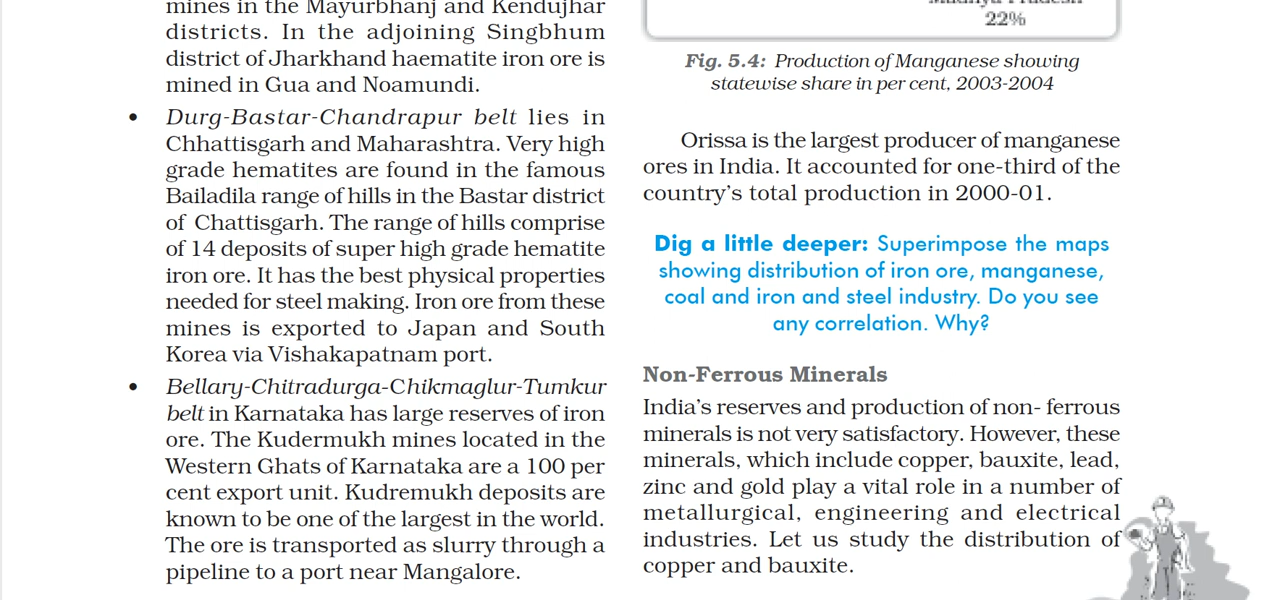 mines in the Mayurbhanj and Kendujhar
districts. In the adjoining Singbhum
district of Jharkhand haematite iron ore is
mined in Gua and Noamundi.
• Durg-Bastar-Chandrapur belt lies in
Chhattisgarh and Maharashtra. Very high
grade hematites are found in the famous
Bailadila range of hills in the Bastar district
of Chattisgarh. The range of hills comprise
of 14 deposits of super high grade hematite
iron ore. It has the best physical properties
needed for steel making. Iron ore from these
mines is exported to Japan and South
Korea via Vishakapatnam port.
• Bellary-Chitradurga-Chikmaglur-Tumkur
belt in Karnataka has large reserves of iron
ore. The Kudermukh mines located in the
Western Ghats of Karnataka are a 100 per
cent export unit. Kudremukh deposits are
known to be one of the largest in the world.
The ore is transported as slurry through a
pipeline to a port near Mangalore.
Madhya Pradesh
22%
Fig. 5.4: Production of Manganese showing
statewise share in per cent, 2003-2004
Orissa is the largest producer of manganese
ores in India. It accounted for one-third of the
country's total production in 2000-01.
Dig a little deeper: Superimpose the maps
showing distribution of iron ore, manganese,
coal and iron and steel industry. Do you see
any correlation. Why?
Non-Ferrous Minerals
India's reserves and production of non- ferrous
minerals is not very satisfactory. However, these
minerals, which include copper, bauxite, lead,
zinc and gold play a vital role in a number of
metallurgical, engineering and electrical
industries. Let us study the distribution of
copper and bauxite.